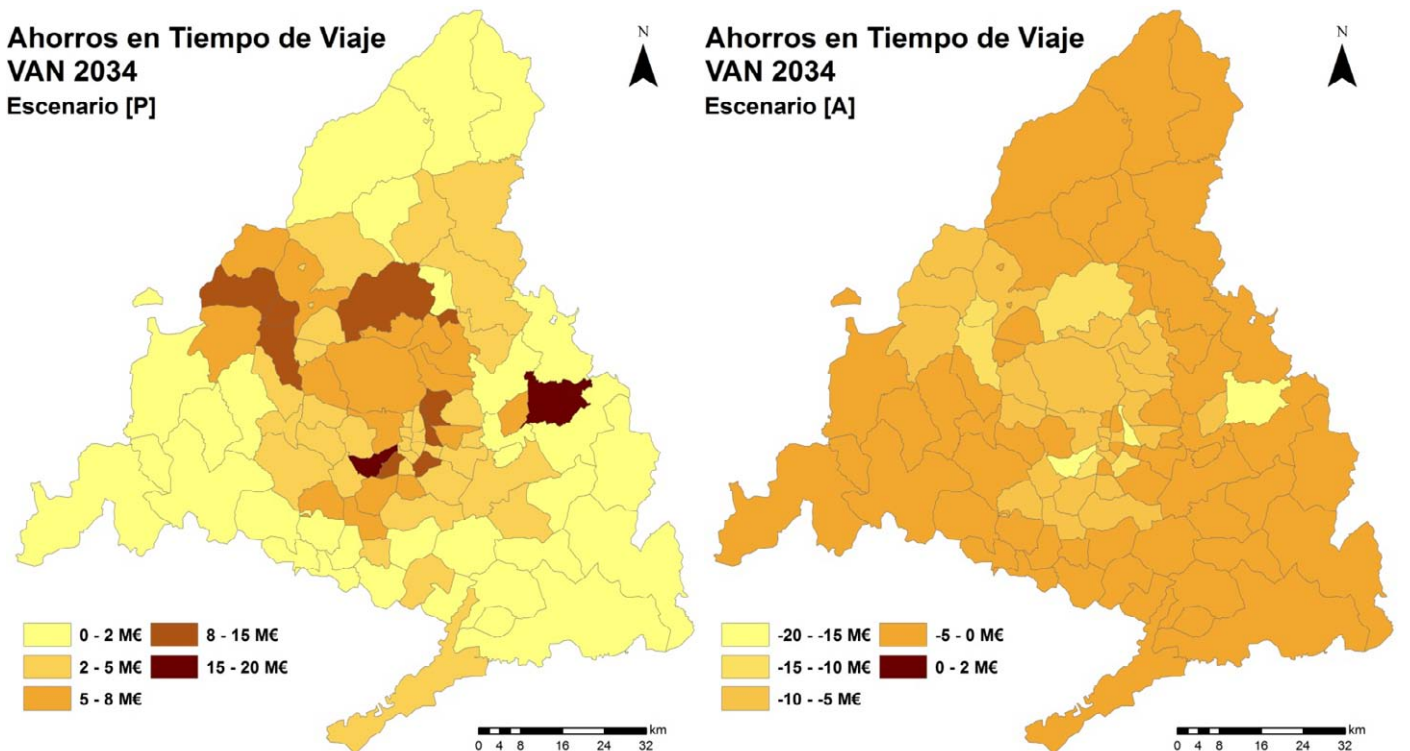 Ahorros en Tiempo de Viaje
VAN 2034
Escenario [P]
N
0 - 2 M€
2 - 5 M€
5 - 8 M€
8 - 15 M€
15 - 20 M€
km
0 4 8 16 24 32
Ahorros en Tiempo de Viaje
VAN 2034
Escenario [A]
N
-20 - -15 M€
-15 - -10 M€
-10 - -5 M€
-5 - 0 M€
0 - 2 M€
km
0 4 8 16 24 32